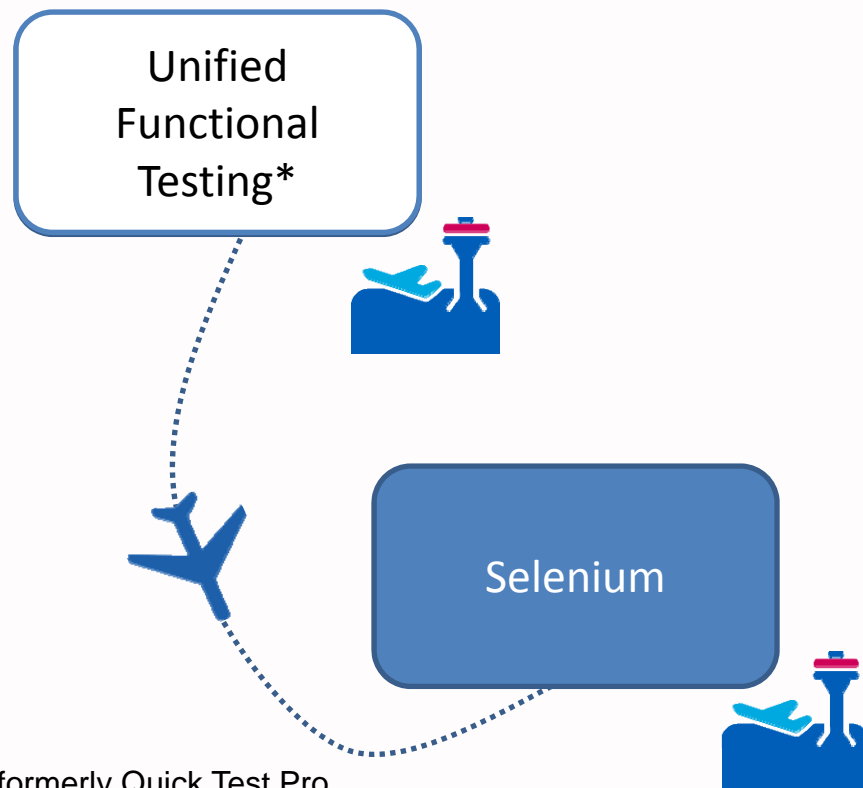 Unified
Functional
Testing*
Selenium
formerly Quick Test Pro